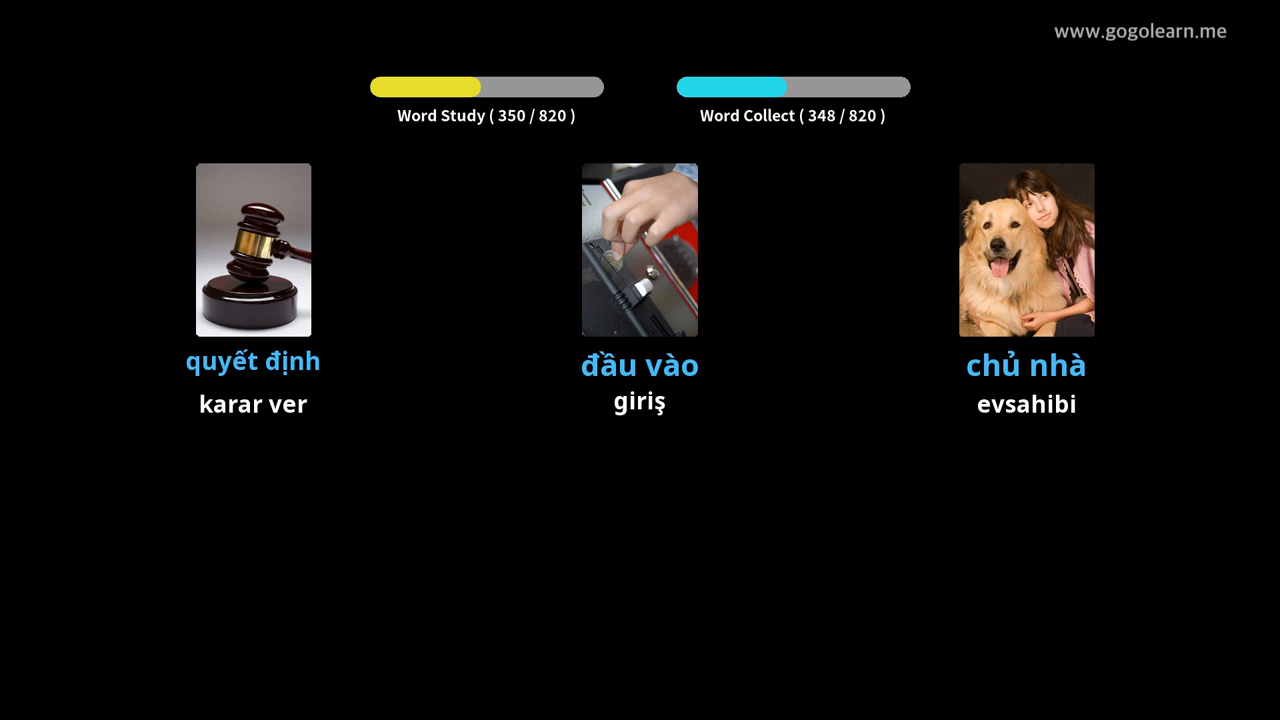 www.gogolearn.me
Word Study ( 350 / 820 )
Word Collect ( 348 / 820 )
quyết định
đầu vào
chủ nhà
karar ver
giriş
evsahibi